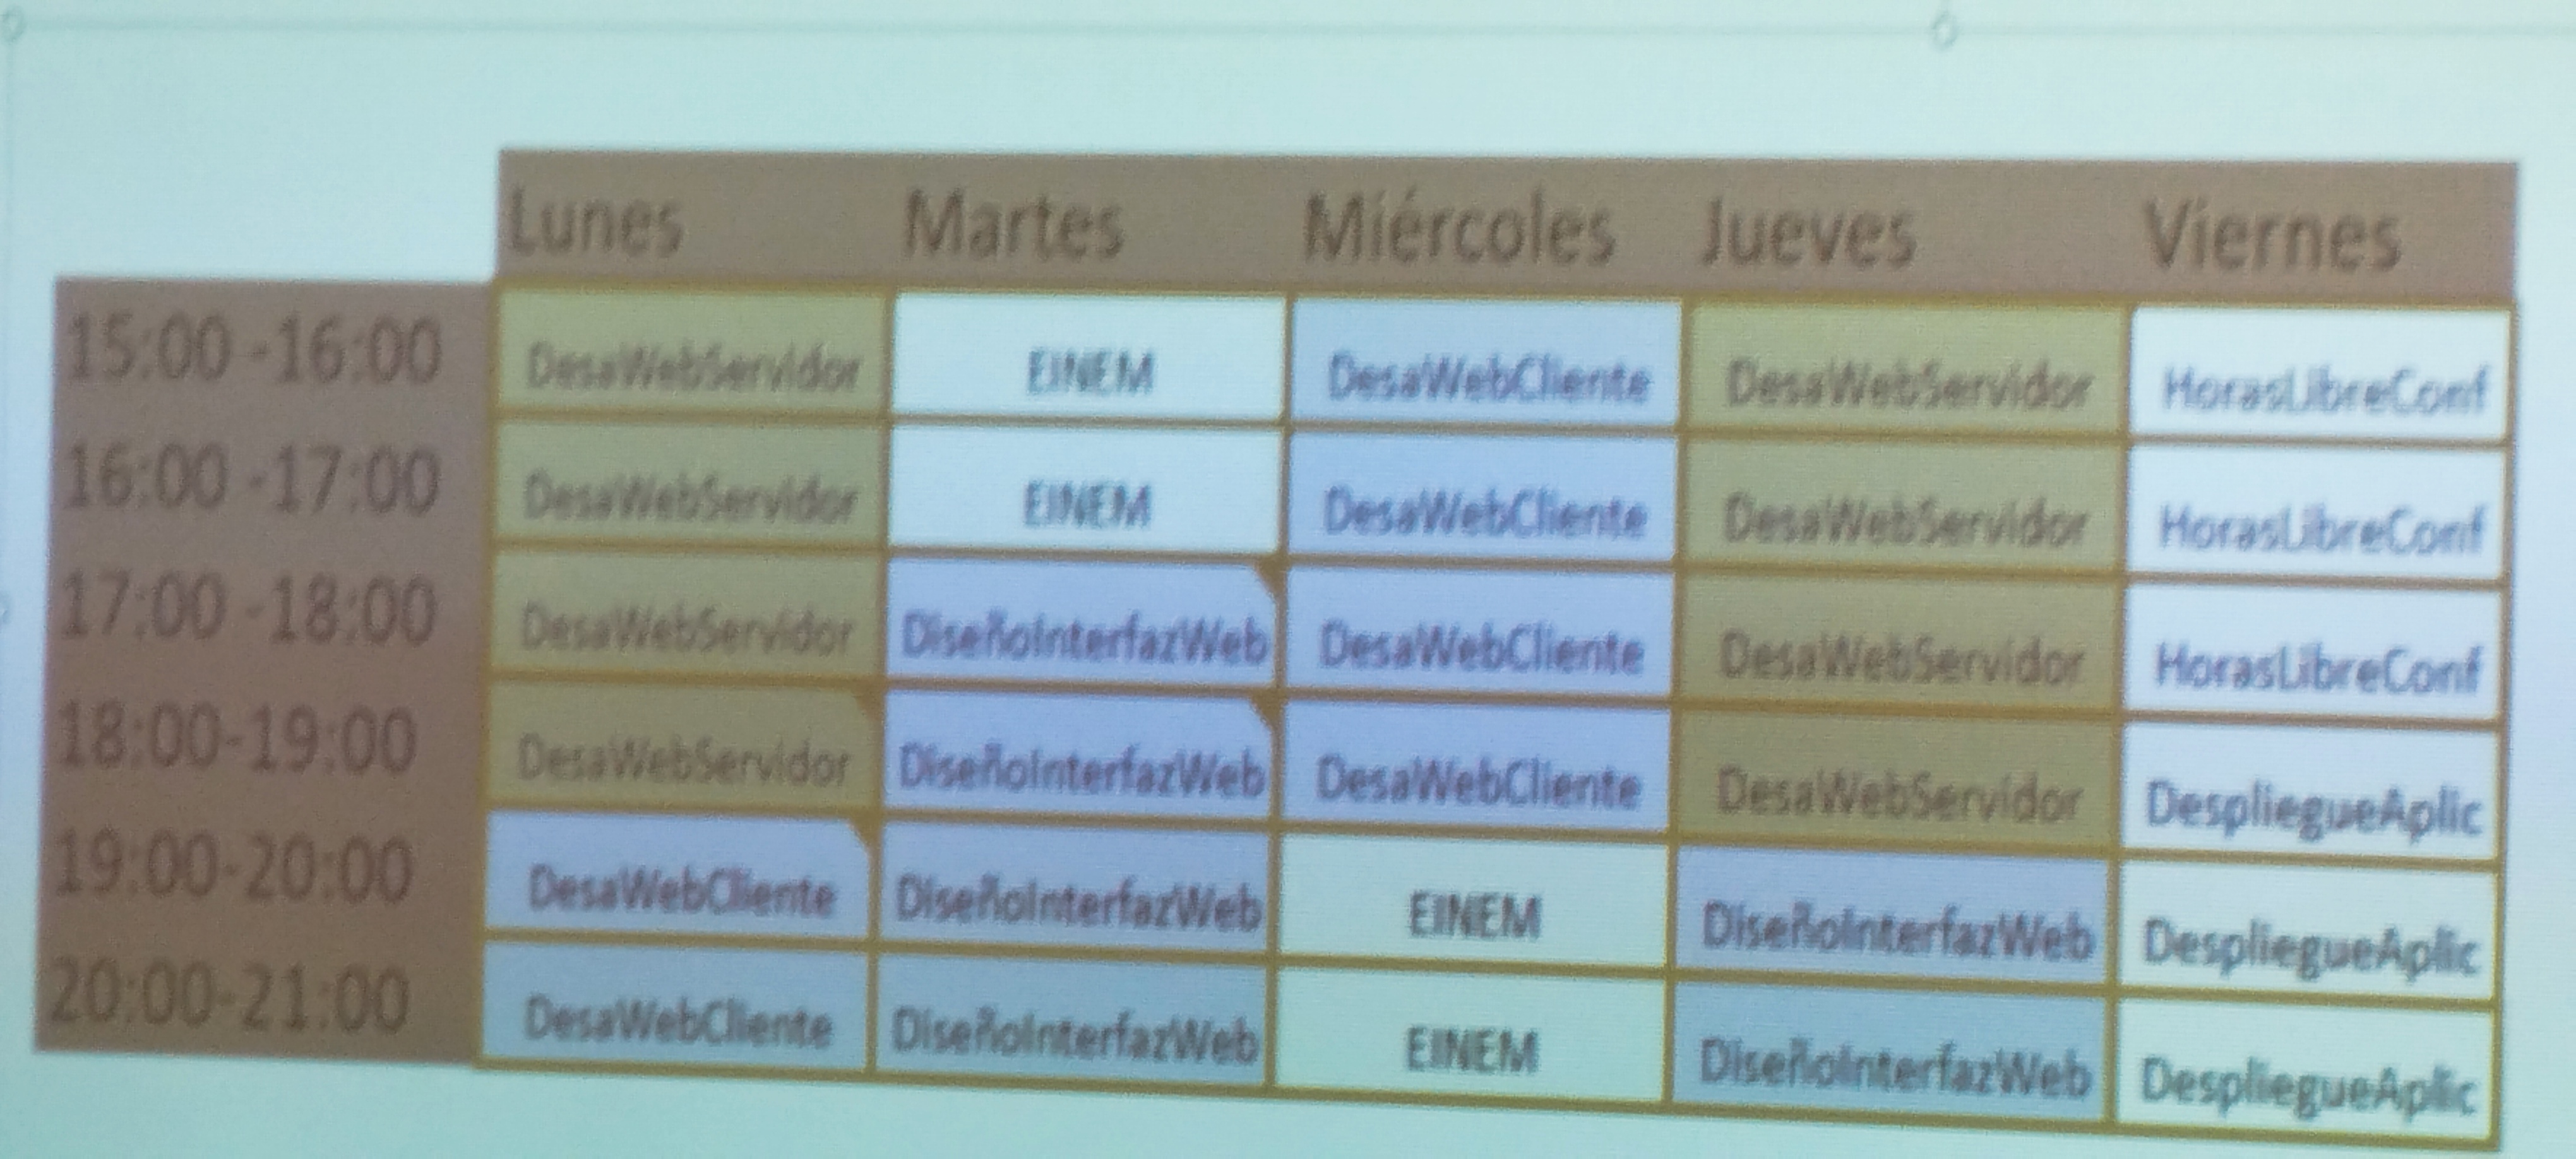 Lunes Martes Miércoles Jueves Viernes
15:00 -16:00 DesaWebServidor EINEM DesaWebCliente DesaWebServidor HorasLibreConf
16:00 -17:00 DesaWebServidor EINEM DesaWebCliente DesaWebServidor HorasLibreConf
17:00 -18:00 DesaWebServidor DiseñoInterfazWeb DesaWebCliente DesaWebServidor HorasLibreConf
18:00-19:00 DesaWebServidor DiseñoInterfazWeb DesaWebCliente DesaWebServidor DespliegueAplic
19:00-20:00 DesaWebCliente DiseñoInterfazWeb EINEM DiseñoInterfazWeb DespliegueAplic
20:00-21:00 DesaWebCliente DiseñoInterfazWeb EINEM DiseñoInterfazWeb DespliegueAplic